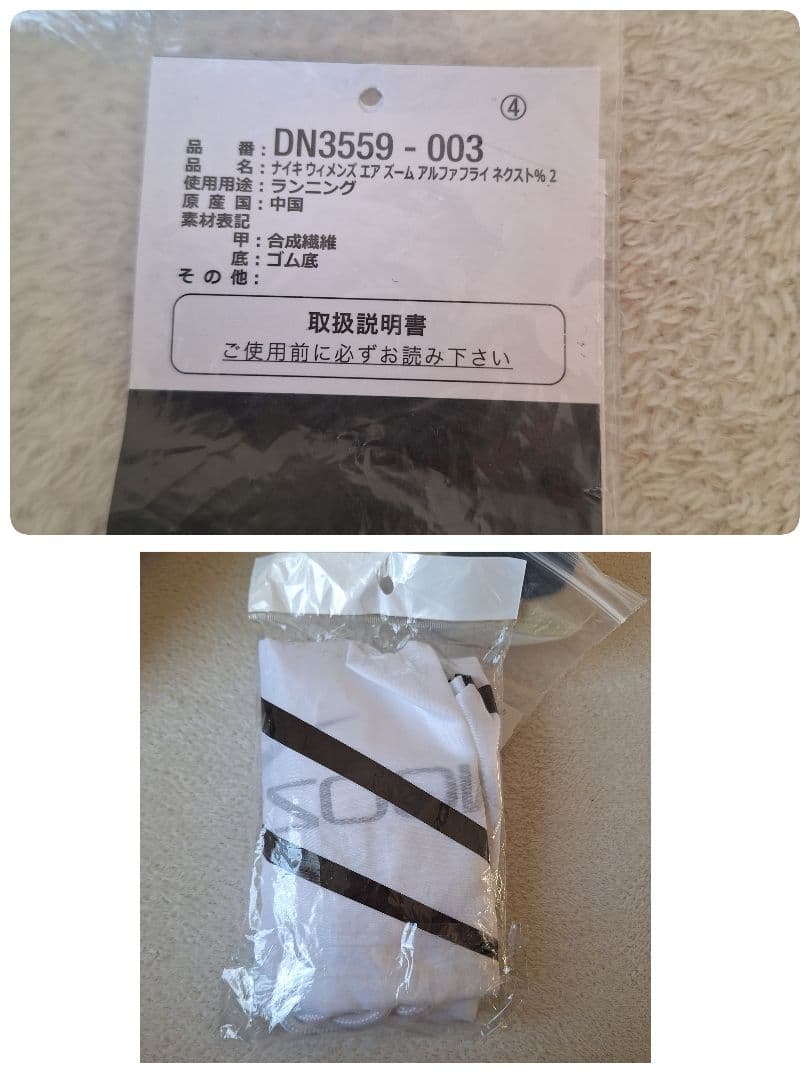 ④
品 番：DN3559 - 003
品 名：ナイキ ウィメンズ エア ズーム アルファフライ ネクスト% 2
使用用途：ランニング
原 産 国：中国
素材表記
甲：合成繊維
底：ゴム底
そ の 他：
取扱説明書
ご使用前に必ずお読み下さい